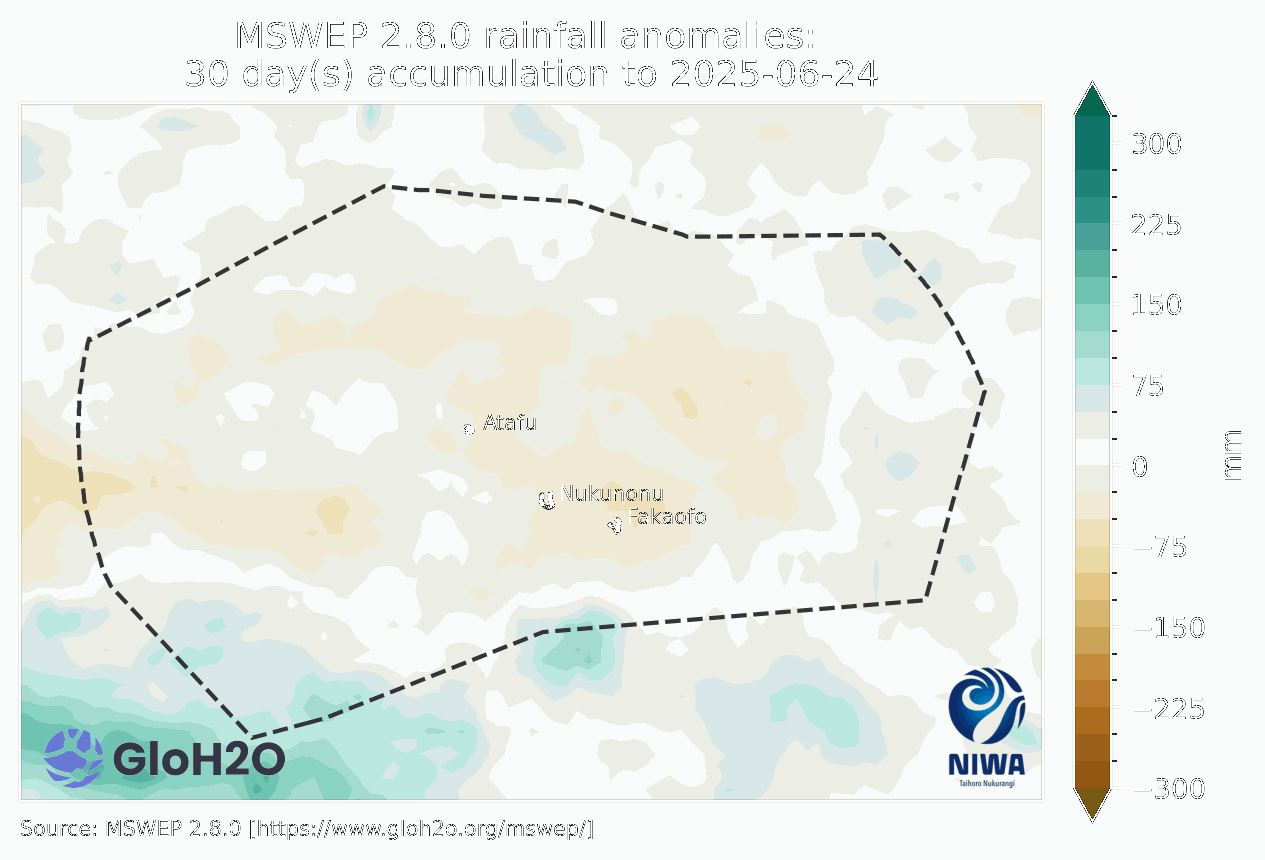 MSWEP 2.8.0 rainfall anomalies:
30 day(s) accumulation to 2025-06-24
300
225
150
75
0
−75
−150
−225
−300
mm
Atafu
Nukunonu
Fakaofo
GloH2O
NIWA
Taihoro Nukurangi
Source: MSWEP 2.8.0 [https://www.gloh2o.org/mswep/]